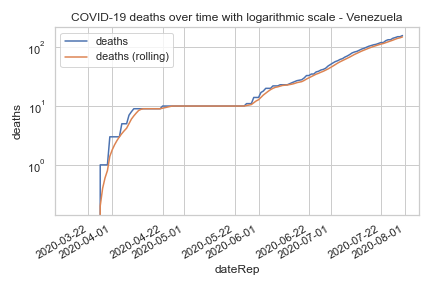 COVID-19 deaths over time with logarithmic scale - Venezuela
deaths
deaths (rolling)
10²
10¹
10⁰
deaths
2020-03-22
2020-04-01
2020-04-22
2020-05-01
2020-05-22
2020-06-01
2020-06-22
2020-07-01
2020-07-22
2020-08-01
dateRep